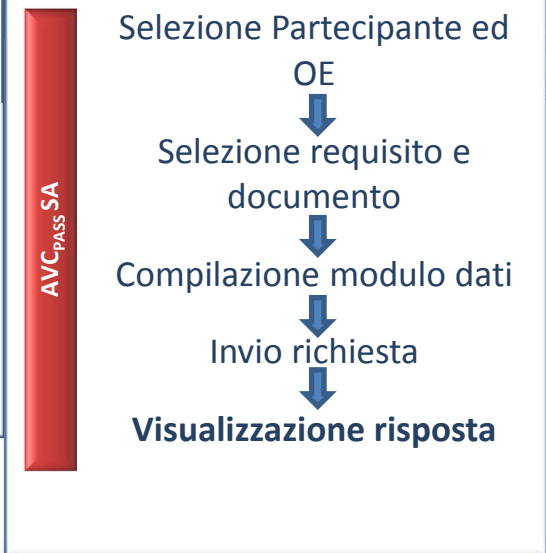 Selezione Partecipante ed
OE
Selezione requisito e
documento
Compilazione modulo dati
Invio richiesta
Visualizzazione risposta
AVCPASS SA